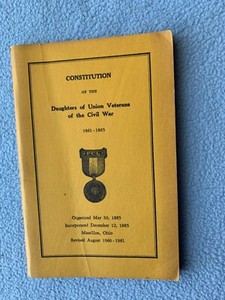 CONSTITUTION
OF THE
Daughters of Union Veterans
of the Civil War
1861-1865
Organized May 30, 1885
Incorporated December 12, 1885
Massillon, Ohio
Revised August 1960-1961